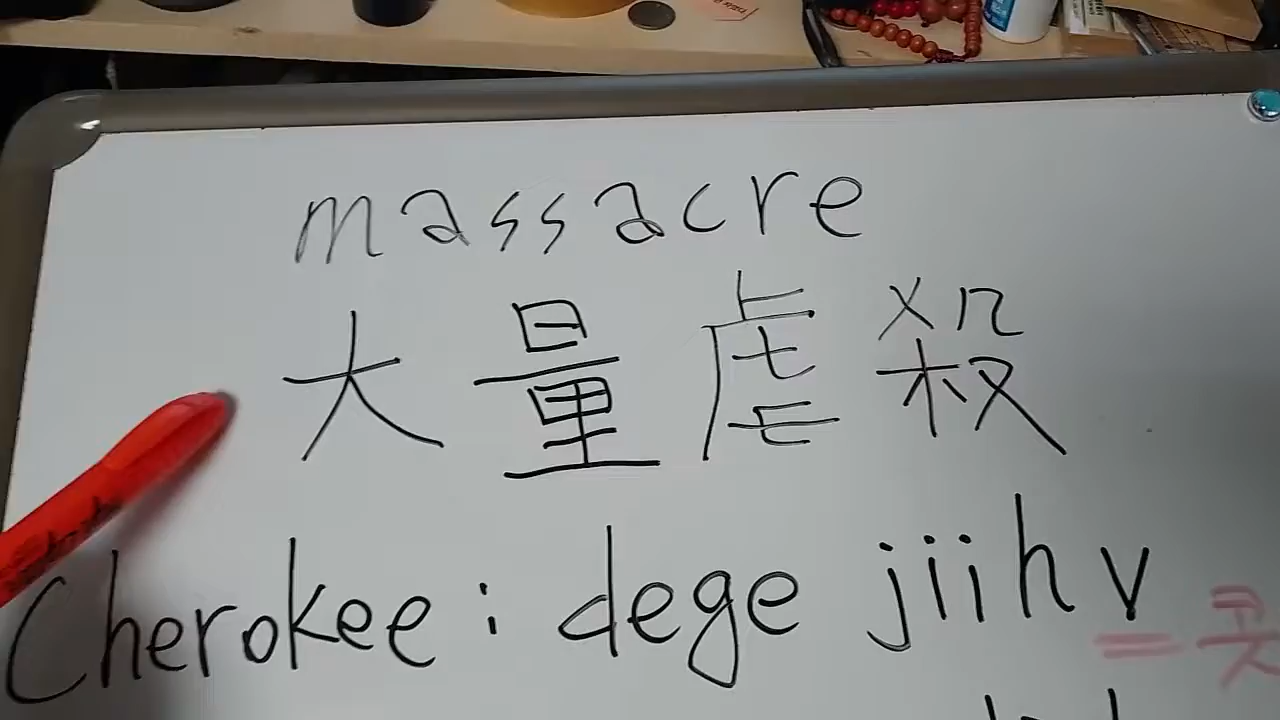 massacre
大量虐殺
Cherokee: dege jiihv